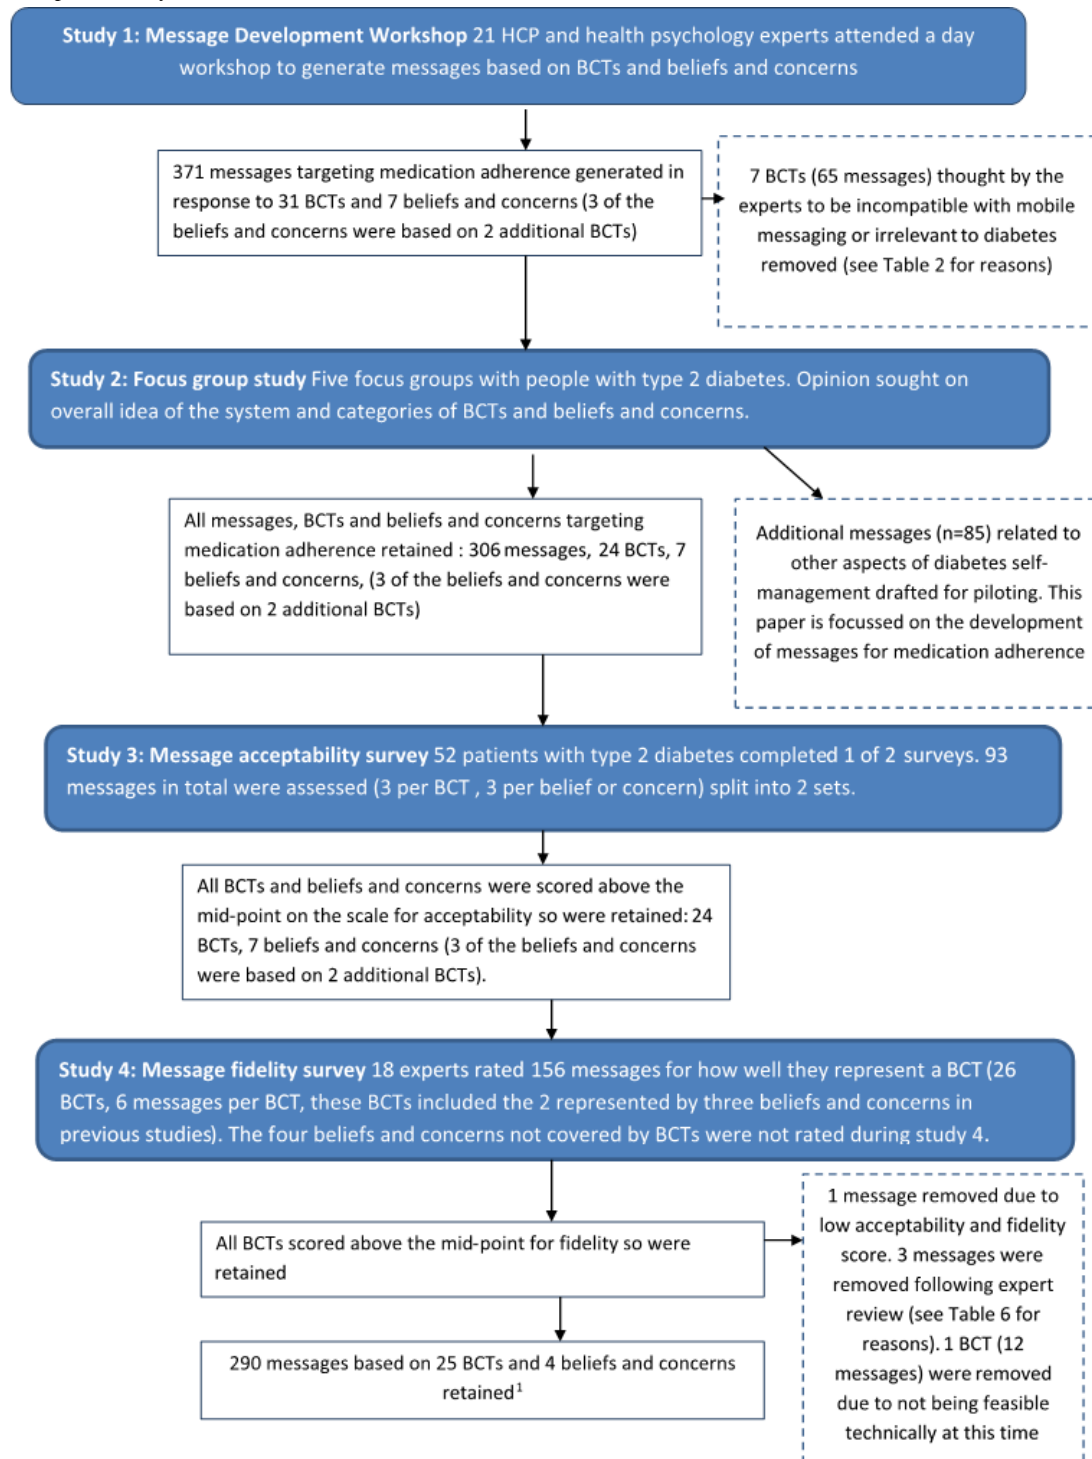 Study 1: Message Development Workshop 21 HCP and health psychology experts attended a day
workshop to generate messages based on BCTs and beliefs and concerns
371 messages targeting medication adherence generated in
response to 31 BCTs and 7 beliefs and concerns (3 of the
beliefs and concerns were based on 2 additional BCTs)
7 BCTs (65 messages) thought by the
experts to be incompatible with mobile
messaging or irrelevant to diabetes
removed (see Table 2 for reasons)
Study 2: Focus group study Five focus groups with people with type 2 diabetes. Opinion sought on
overall idea of the system and categories of BCTs and beliefs and concerns.
All messages, BCTs and beliefs and concerns targeting
medication adherence retained : 306 messages, 24 BCTs, 7
beliefs and concerns, (3 of the beliefs and concerns were
based on 2 additional BCTs)
Additional messages (n=85) related to
other aspects of diabetes self-
management drafted for piloting. This
paper is focussed on the development
of messages for medication adherence
Study 3: Message acceptability survey 52 patients with type 2 diabetes completed 1 of 2 surveys. 93
messages in total were assessed (3 per BCT , 3 per belief or concern) split into 2 sets.
All BCTs and beliefs and concerns were scored above the
mid-point on the scale for acceptability so were retained: 24
BCTs, 7 beliefs and concerns (3 of the beliefs and concerns
were based on 2 additional BCTs).
Study 4: Message fidelity survey 18 experts rated 156 messages for how well they represent a BCT (26
BCTs, 6 messages per BCT, these BCTs included the 2 represented by three beliefs and concerns in
previous studies). The four beliefs and concerns not covered by BCTs were not rated during study 4.
All BCTs scored above the mid-point for fidelity so were
retained
1 message removed due to
low acceptability and fidelity
score. 3 messages were
removed following expert
review (see Table 6 for
reasons). 1 BCT (12
messages) were removed
due to not being feasible
technically at this time
290 messages based on 25 BCTs and 4 beliefs and concerns
retained1